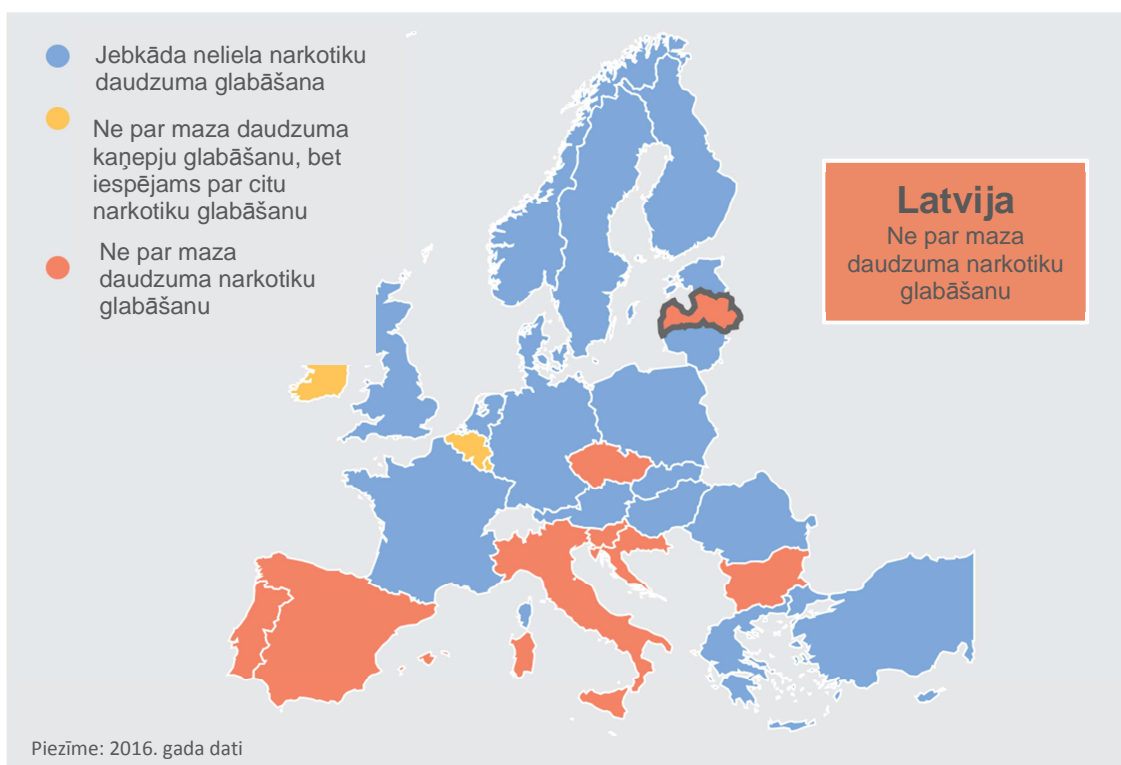 Jebkāda neliela narkotiku
daudzuma glabāšana
Ne par maza daudzuma
kaņepju glabāšanu, bet
iespējams par citu
narkotiku glabāšanu
Ne par maza
daudzuma narkotiku
glabāšanu
Latvija
Ne par maza
daudzuma narkotiku
glabāšanu
Piezīme: 2016. gada dati